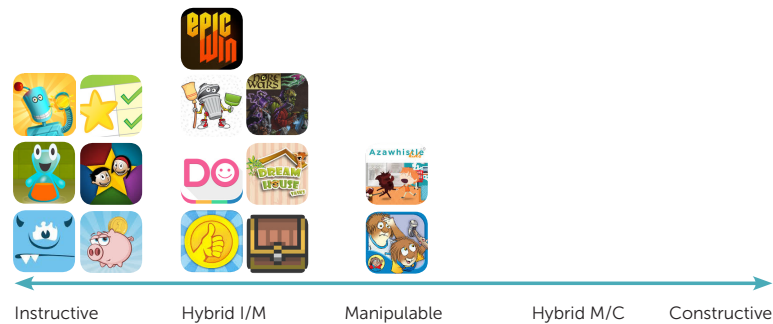 EPIC
WIN
CHORE
WARS
Azawhistle
DO
DREAM
HOUSE
Instructive Hybrid I/M Manipulable Hybrid M/C Constructive